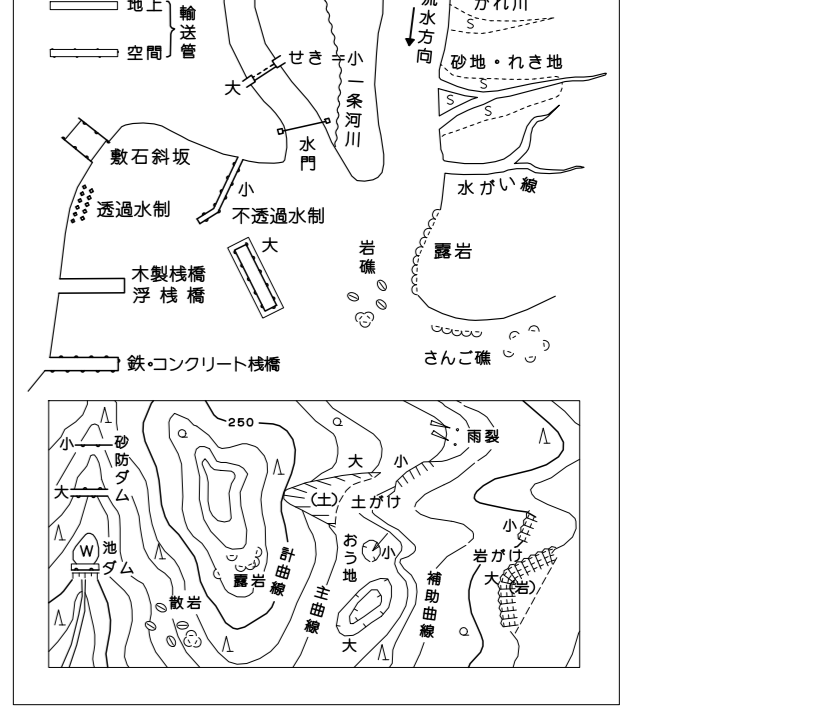 地上
空間
輸送管
せき
小
大
一条河川
水門
流水方向
かれ川
S
砂地・れき地
S
S
S
水がい線
敷石斜坂
透過水制
小
不透過水制
大
木製桟橋
浮桟橋
岩礁
露岩
さんご礁
鉄・コンクリート桟橋
250
小
砂防ダム
大
W
池
ダム
散岩
露岩
計曲線
主曲線
大
小
(土)
土がけ
おう地
小
大
補助曲線
雨裂
小
岩がけ
大
(岩)